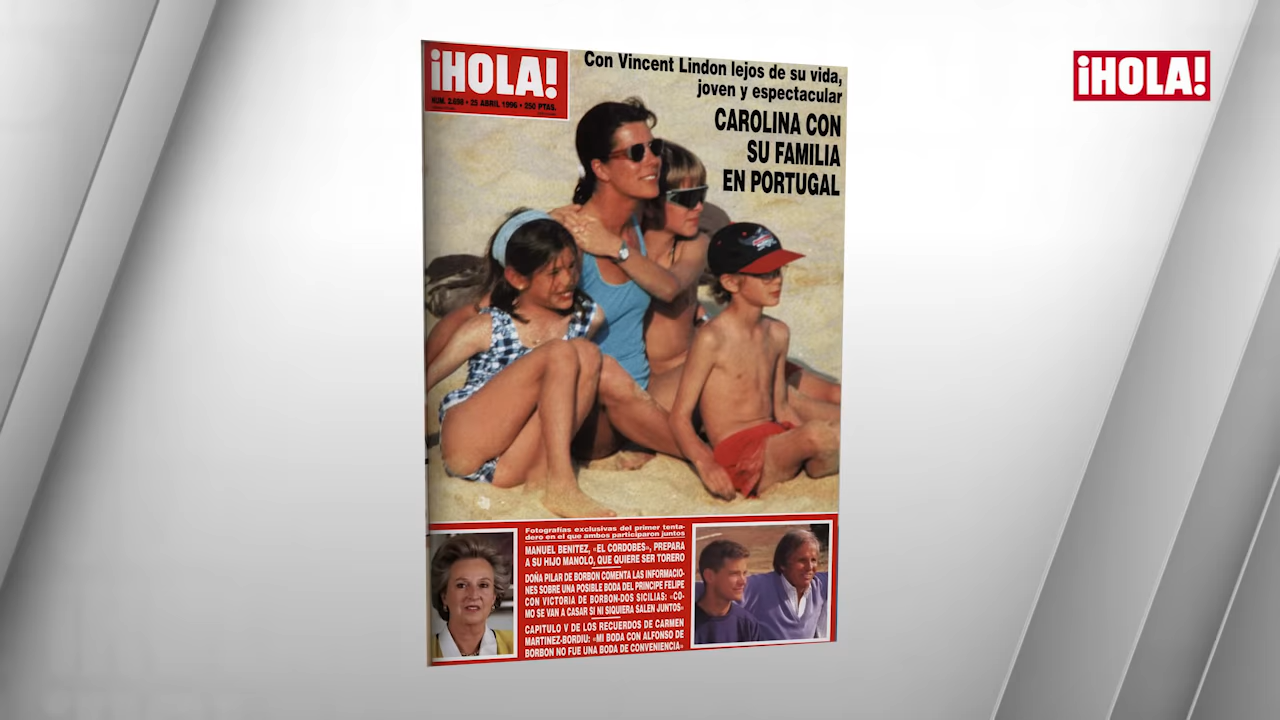 ¡HOLA!
NUM. 2.698 • 25 ABRIL 1996 • 250 PTAS.
Con Vincent Lindon lejos de su vida,
joven y espectacular
CAROLINA CON
SU FAMILIA
EN PORTUGAL
¡HOLA!
Fotografías exclusivas del primer tenta-
dero en el que ambos participaron juntos
MANUEL BENITEZ, «EL CORDOBES», PREPARA
A SU HIJO MANOLO, QUE QUIERE SER TORERO
DOÑA PILAR DE BORBON COMENTA LAS INFORMACIO-
NES SOBRE UNA POSIBLE BODA DEL PRINCIPE FELIPE
CON VICTORIA DE BORBON-DOS SICILIAS: «CO-
MO SE VAN A CASAR SI NI SIQUIERA SALEN JUNTOS»
CAPITULO V DE LOS RECUERDOS DE CARMEN
MARTINEZ-BORDIU: «MI BODA CON ALFONSO DE
BORBON NO FUE UNA BODA DE CONVENIENCIA»